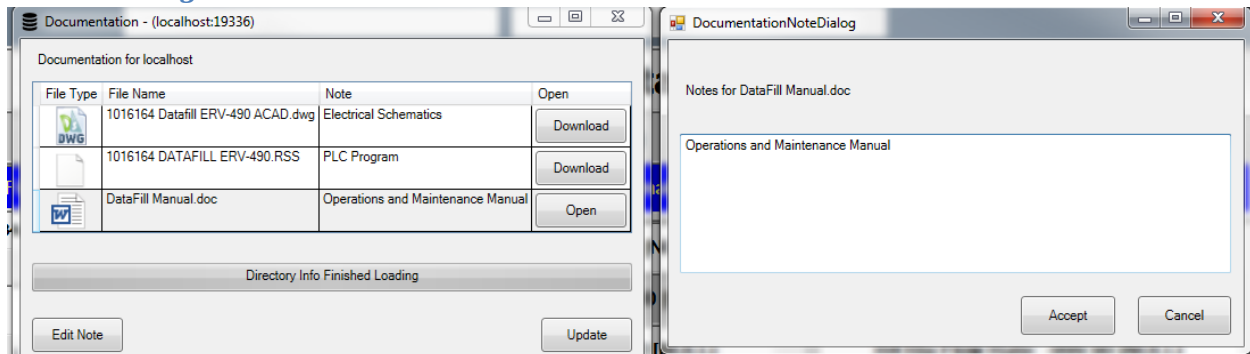 Documentation - (localhost:19336)
Documentation for localhost
File Type File Name Note Open
1016164 Datafill ERV-490 ACAD.dwg Electrical Schematics Download
DWG
1016164 DATAFILL ERV-490.RSS PLC Program Download
DataFill Manual.doc Operations and Maintenance Manual Open
W
Directory Info Finished Loading
Edit Note Update
DocumentationNoteDialog
Notes for DataFill Manual.doc
Operations and Maintenance Manual
Accept Cancel